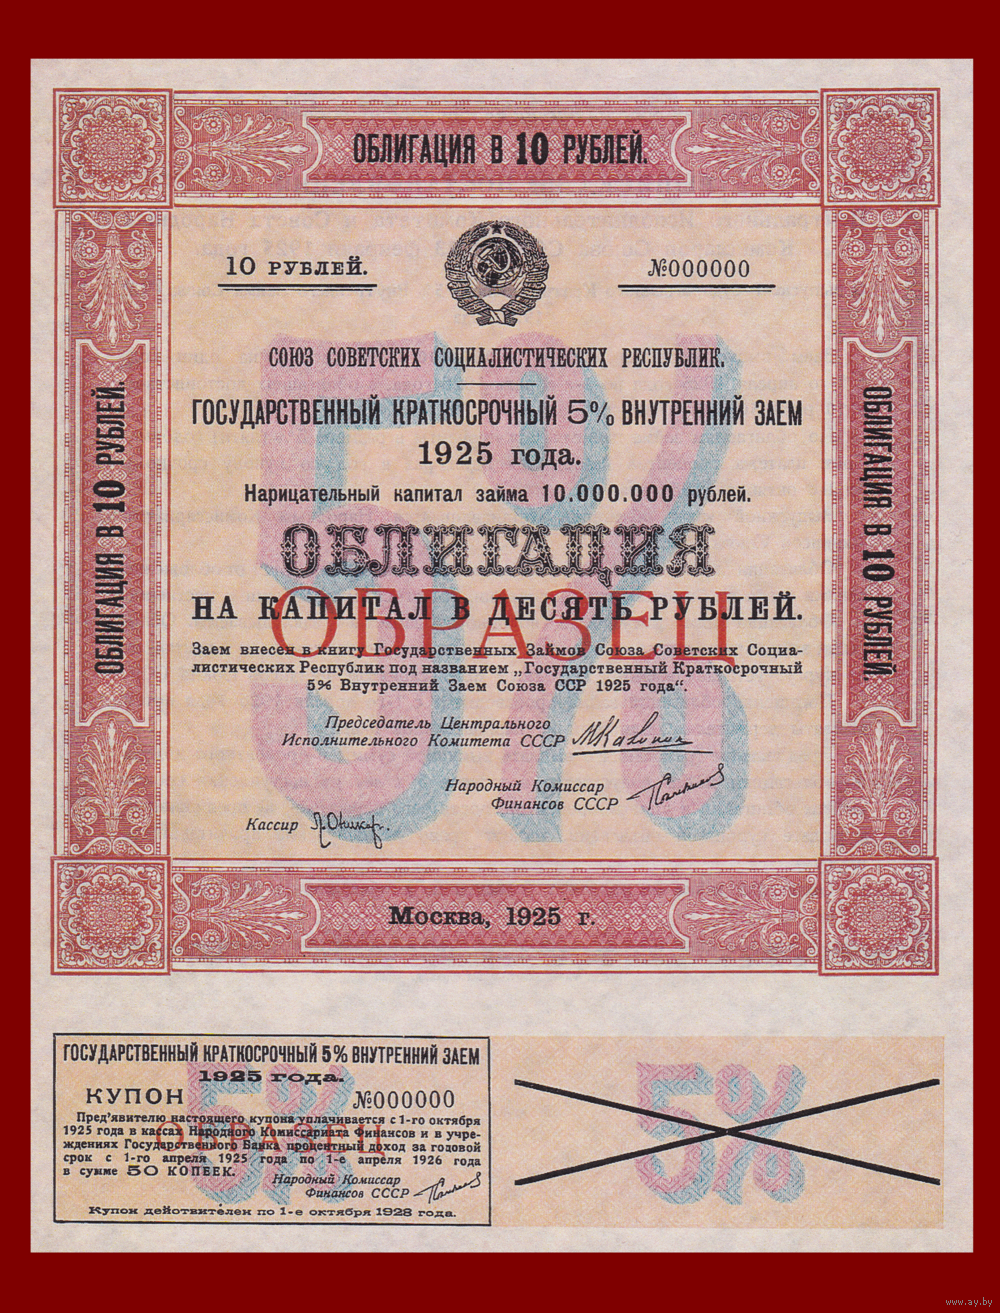 ОБЛИГАЦИЯ В 10 РУБЛЕЙ.
10 РУБЛЕЙ.
№000000
СОЮЗ СОВЕТСКИХ СОЦИАЛИСТИЧЕСКИХ РЕСПУБЛИК.
ГОСУДАРСТВЕННЫЙ КРАТКОСРОЧНЫЙ 5% ВНУТРЕННИЙ ЗАЕМ
1925 года.
Нарицательный капитал займа 10.000.000 рублей.
ОБЛИГАЦИЯ
НА КАПИТАЛ В ДЕСЯТЬ РУБЛЕЙ.
ОБРАЗЕЦ
Заем внесен в книгу Государственных Займов Союза Советских Социа-
листических Республик под названием „Государственный Краткосрочный
5% Внутренний Заем Союза ССР 1925 года“.
Председатель Центрального
Исполнительного Комитета СССР
Народный Комиссар
Финансов СССР
Кассир
ОБЛИГАЦИЯ В 10 РУБЛЕЙ.
ОБЛИГАЦИЯ В 10 РУБЛЕЙ.
5%
Москва, 1925 г.
ГОСУДАРСТВЕННЫЙ КРАТКОСРОЧНЫЙ 5% ВНУТРЕННИЙ ЗАЕМ
1925 года.
КУПОН №000000
Пред'явителю настоящего купона уплачивается с 1-го октября
1925 года в кассах Народного Комиссариата Финансов и в учре-
ждениях Государственного Банка процентный доход за годовой
срок с 1-го апреля 1925 года по 1-е апреля 1926 года
в сумме 50 КОПЕЕК.
ОБРАЗЕЦ
Народный Комиссар
Финансов СССР
Купон действителен по 1-е октября 1928 года.
5%
5%
www.ay.by